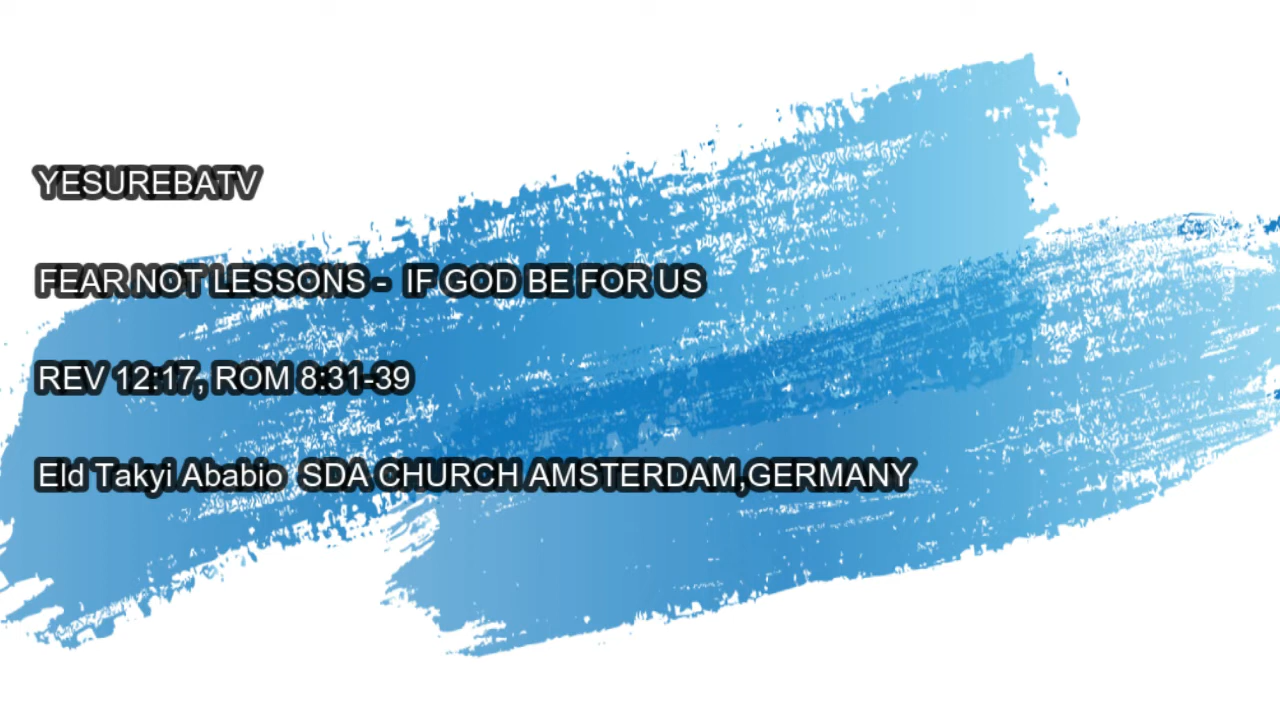 YESUREBATV
FEAR NOT LESSONS -  IF GOD BE FOR US
REV 12:17, ROM 8:31-39
Eld Takyi Ababio  SDA CHURCH AMSTERDAM,GERMANY